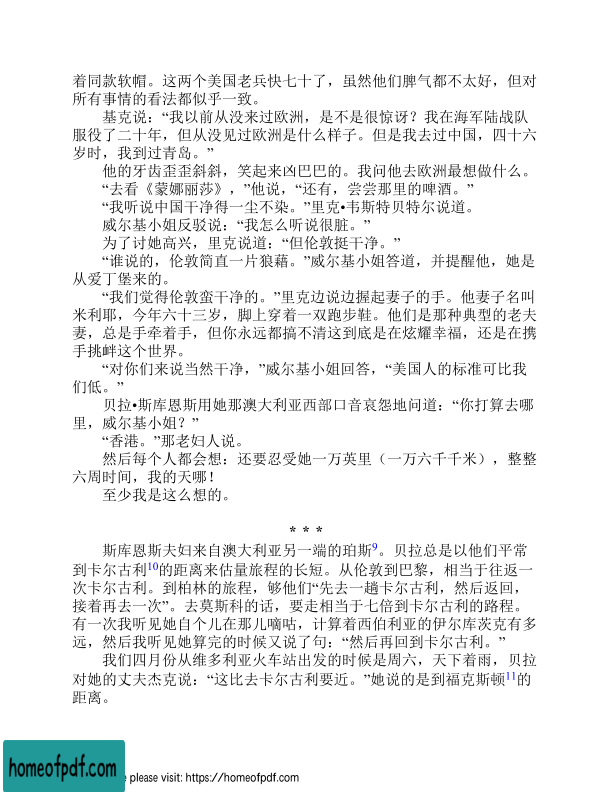 着同款软帽。这两个美国老兵快七十了，虽然他们脾气都不太好，但对
所有事情的看法都似乎一致。
基克说：“我以前从没来过欧洲，是不是很惊讶？我在海军陆战队
服役了二十年，但从没见过欧洲是什么样子。但是我去过中国，四十六
岁时，我到过青岛。”
他的牙齿歪歪斜斜，笑起来凶巴巴的。我问他去欧洲最想做什么。
“去看《蒙娜丽莎》，”他说，“还有，尝尝那里的啤酒。”
“我听说中国干净得一尘不染。”里克•韦斯特贝特尔说道。
威尔基小姐反驳说：“我怎么听说很脏。”
为了讨她高兴，里克说道：“但伦敦挺干净。”
“谁说的，伦敦简直一片狼藉。”威尔基小姐答道，并提醒他，她是
从爱丁堡来的。
“我们觉得伦敦蛮干净的。”里克边说边握起妻子的手。他妻子名叫
米利耶，今年六十三岁，脚上穿着一双跑步鞋。他们是那种典型的老夫
妻，总是手牵着手，但你永远都搞不清这到底是在炫耀幸福，还是在携
手挑衅这个世界。
“对你们来说当然干净，”威尔基小姐回答，“美国人的标准可比我
们低。”
贝拉•斯库恩斯用她那澳大利亚西部口音哀怨地问道：“你打算去哪
里，威尔基小姐？”
“香港。”那老妇人说。
然后每个人都会想：还要忍受她一万英里（一万六千千米），整整
六周时间，我的天哪！
至少我是这么想的。
* * *
斯库恩斯夫妇来自澳大利亚另一端的珀斯9。贝拉总是以他们平常
到卡尔古利10的距离来估量旅程的长短。从伦敦到巴黎，相当于往返一
次卡尔古利。到柏林的旅程，够他们“先去一趟卡尔古利，然后返回，
接着再去一次”。去莫斯科的话，要走相当于七倍到卡尔古利的路程。
有一次我听见她自个儿在那儿嘀咕，计算着西伯利亚的伊尔库茨克有多
远，然后我听见她算完的时候又说了句：“然后再回到卡尔古利。”
我们四月份从维多利亚火车站出发的时候是周六，天下着雨，贝拉
对她的丈夫杰克说：“这比去卡尔古利要近。”她说的是到福克斯顿11的
距离。
homeofpdf.com
e please visit: https://homeofpdf.com